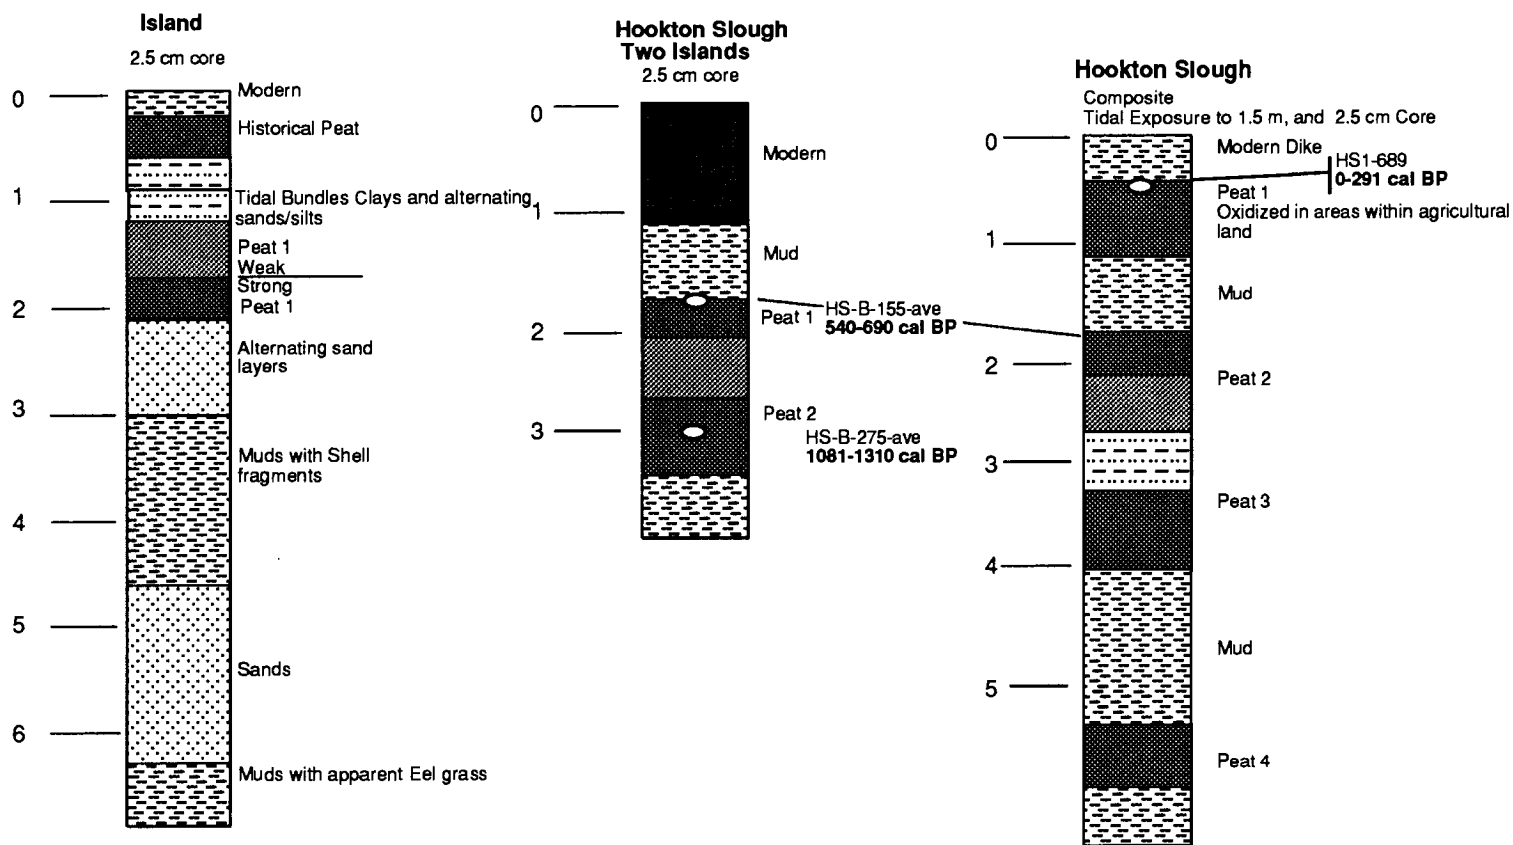 Island
2.5 cm core
0
1
2
3
4
5
6
Modern
Historical Peat
Tidal Bundles Clays and alternating
sands/silts
Peat 1
Weak
Strong
Peat 1
Alternating sand
layers
Muds with Shell
fragments
Sands
Muds with apparent Eel grass
Hookton Slough
Two Islands
2.5 cm core
0
1
2
3
Modern
Mud
Peat 1
HS-B-155-ave
540-690 cal BP
Peat 2
HS-B-275-ave
1081-1310 cal BP
Hookton Slough
Composite
Tidal Exposure to 1.5 m, and 2.5 cm Core
0
1
2
3
4
5
Modern Dike
HS1-689
0-291 cal BP
Peat 1
Oxidized in areas within agricultural
land
Mud
Peat 2
Peat 3
Mud
Peat 4